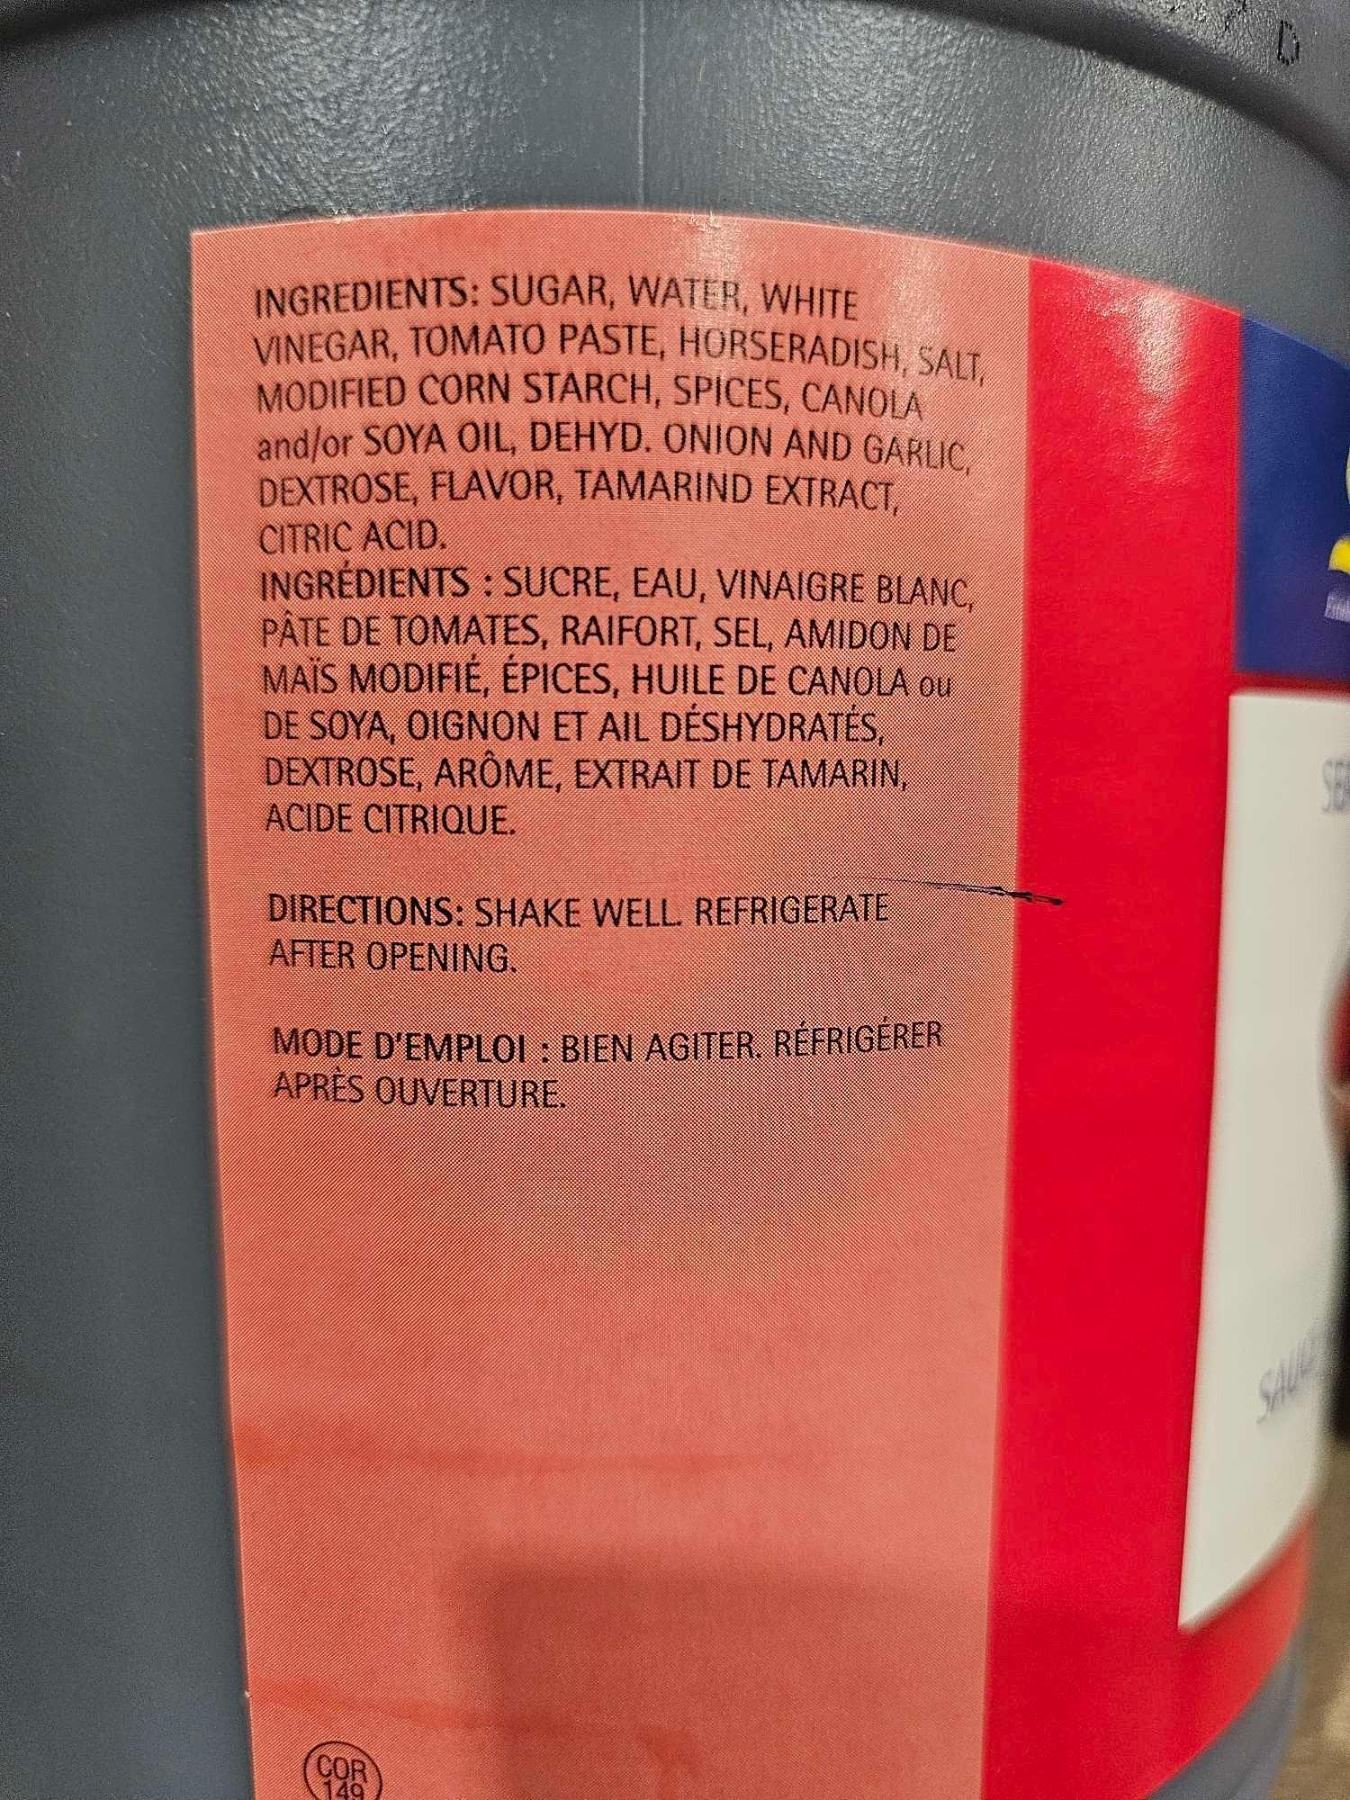 INGREDIENTS: SUGAR, WATER, WHITE
VINEGAR, TOMATO PASTE, HORSERADISH, SALT,
MODIFIED CORN STARCH, SPICES, CANOLA
and/or SOYA OIL, DEHYD. ONION AND GARLIC,
DEXTROSE, FLAVOR, TAMARIND EXTRACT,
CITRIC ACID.
INGRÉDIENTS : SUCRE, EAU, VINAIGRE BLANC,
PÂTE DE TOMATES, RAIFORT, SEL, AMIDON DE
MAÏS MODIFIÉ, ÉPICES, HUILE DE CANOLA ou
DE SOYA, OIGNON ET AIL DÉSHYDRATÉS,
DEXTROSE, ARÔME, EXTRAIT DE TAMARIN,
ACIDE CITRIQUE.
DIRECTIONS: SHAKE WELL. REFRIGERATE
AFTER OPENING.
MODE D'EMPLOI : BIEN AGITER. RÉFRIGÉRER
APRÈS OUVERTURE.
COR
149